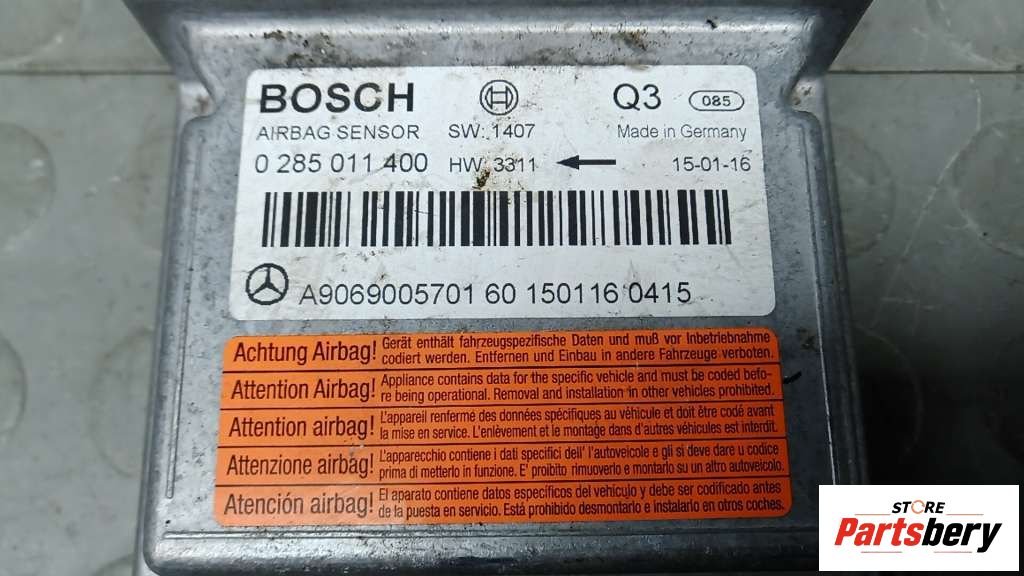 BOSCH Q3 085
AIRBAG SENSOR SW: 1407 Made in Germany
0 285 011 400 HW 3311 15-01-16
A9069005701 60 150116 0415
Achtung Airbag! Gerät enthält fahrzeugspezifische Daten und muß vor Inbetriebnahme
codiert werden. Entfernen und Einbau in andere Fahrzeuge verboten.
Attention Airbag! Appliance contains data for the specific vehicle and must be coded befo-
re being operational. Removal and installation in other vehicles prohibited.
Attention airbag! L'appareil renfermé des données spécifiques au véhicule et doit être codé avant
la mise en service. L'enlèvement et le montage dans d'autres véhicules est interdit.
Attenzione airbag! L'apparecchio contiene i dati specifici dell' l'autoveicolo e gli si deve dare u codice
prima di metterlo in funzione. E' proibito rimuoverlo e montarlo su un altro autoveicolo.
Atención airbag! El aparato contiene datos específicos del vehículo y debe ser codificado antes
de la puesta en servicio. Está prohibido desmontarlo e instalarlo en otros coches.
STORE
Partsbery